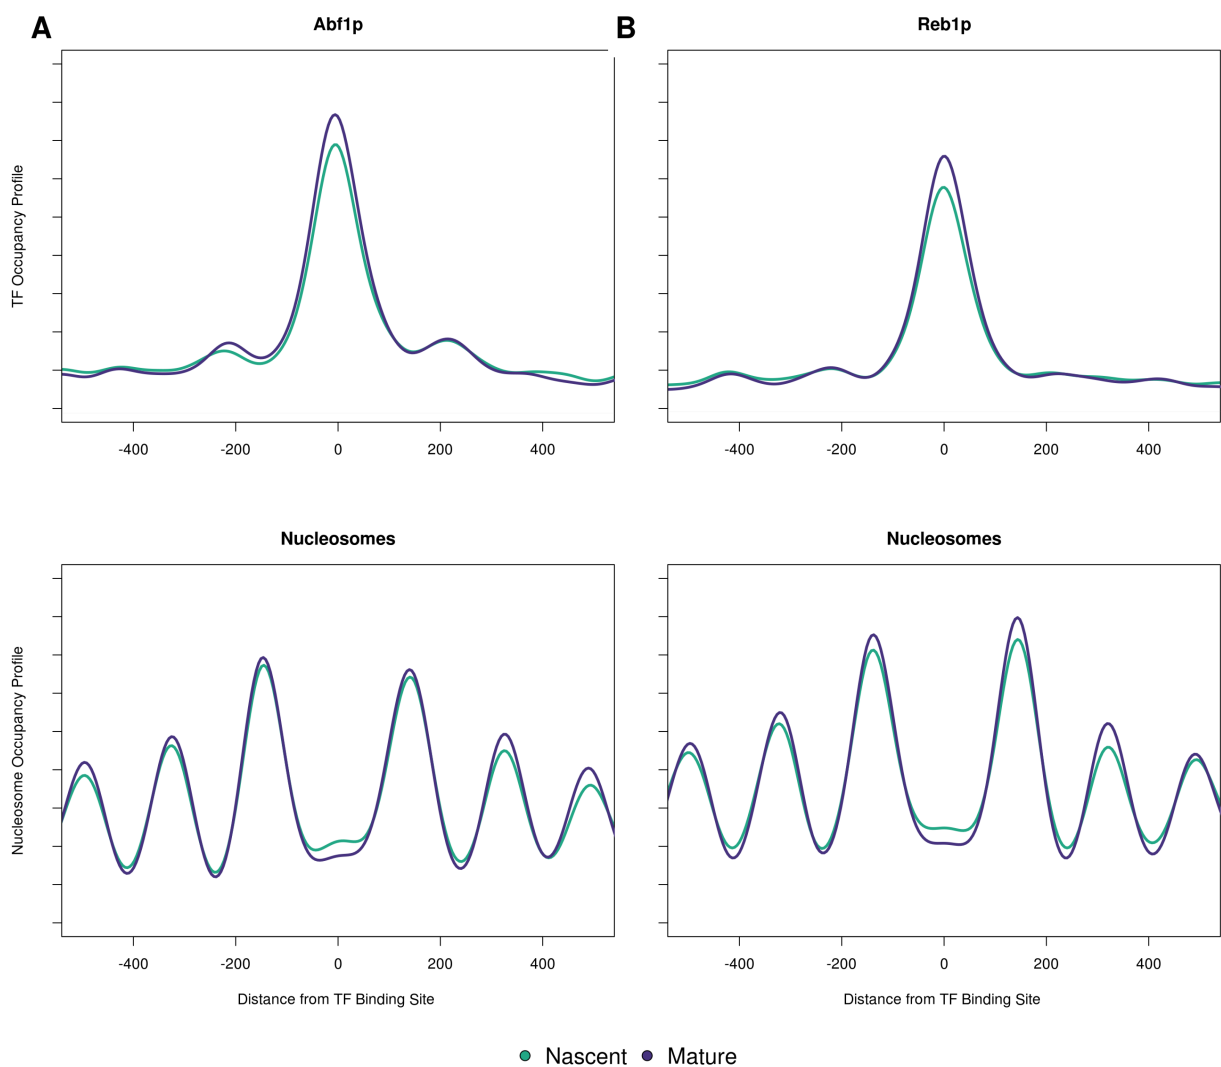 A
Abf1p
B
Reb1p
TF Occupancy Profile
-400 -200 0 200 400
-400 -200 0 200 400
Nucleosomes
Nucleosomes
Nucleosome Occupancy Profile
-400 -200 0 200 400
-400 -200 0 200 400
Distance from TF Binding Site
Distance from TF Binding Site
Nascent Mature